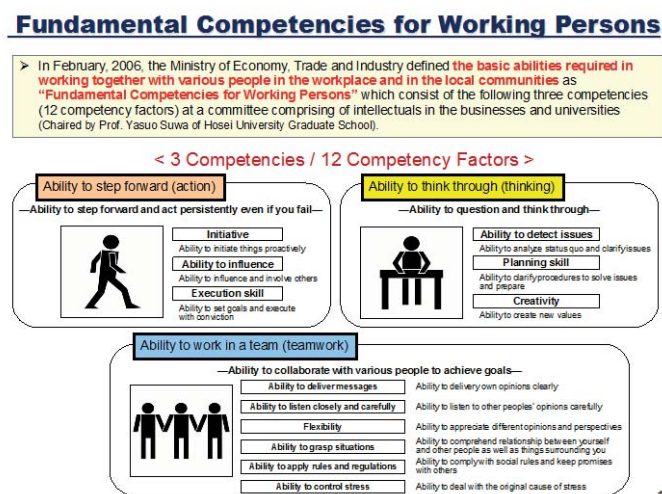 Fundamental Competencies for Working Persons
➢ In February, 2006, the Ministry of Economy, Trade and Industry defined the basic abilities required in
working together with various people in the workplace and in the local communities as
“Fundamental Competencies for Working Persons” which consist of the following three competencies
(12 competency factors) at a committee comprising of intellectuals in the businesses and universities
(Chaired by Prof. Yasuo Suwa of Hosei University Graduate School).
< 3 Competencies / 12 Competency Factors >
Ability to step forward (action)
—Ability to step forward and act persistently even if you fail—
Initiative
Ability to initiate things proactively
Ability to influence
Ability to influence and involve others
Execution skill
Ability to set goals and execute
with conviction
Ability to think through (thinking)
—Ability to question and think through—
Ability to detect issues
Ability to analyze status quo and clarify issues
Planning skill
Ability to clarify procedures to solve issues
and prepare
Creativity
Ability to create new values
Ability to work in a team (teamwork)
—Ability to collaborate with various people to achieve goals—
Ability to deliver messages
Ability to delivery own opinions clearly
Ability to listen closely and carefully
Ability to listen to other peoples' opinions carefully
Flexibility
Ability to appreciate different opinions and perspectives
Ability to grasp situations
Ability to comprehend relationship between yourself
and other people as well as things surrounding you
Ability to apply rules and regulations
Ability to comply with social rules and keep promises
with others
Ability to control stress
Ability to deal with the original cause of stress